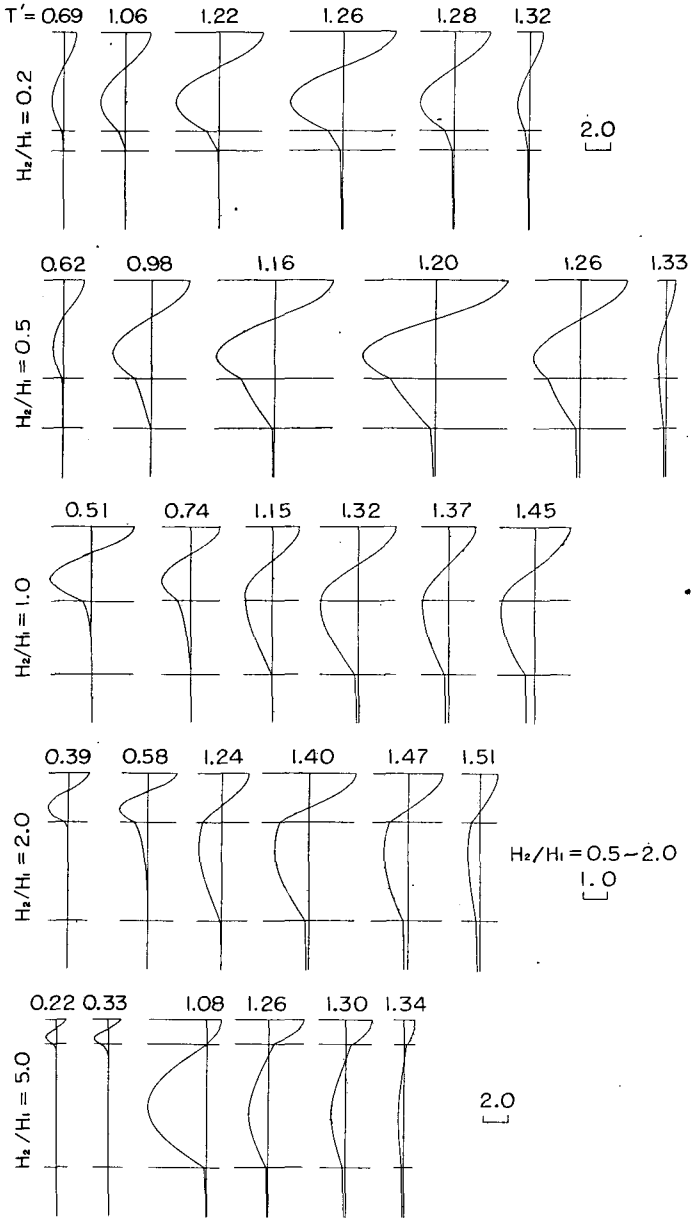 T′= 0.69 1.06 1.22 1.26 1.28 1.32
H₂/H₁ = 0.2
2.0
0.62 0.98 1.16 1.20 1.26 1.33
H₂/H₁ = 0.5
0.51 0.74 1.15 1.32 1.37 1.45
H₂/H₁ = 1.0
0.39 0.58 1.24 1.40 1.47 1.51
H₂/H₁ = 2.0
H₂/H₁ = 0.5~2.0
1.0
0.22 0.33 1.08 1.26 1.30 1.34
H₂/H₁ = 5.0
2.0